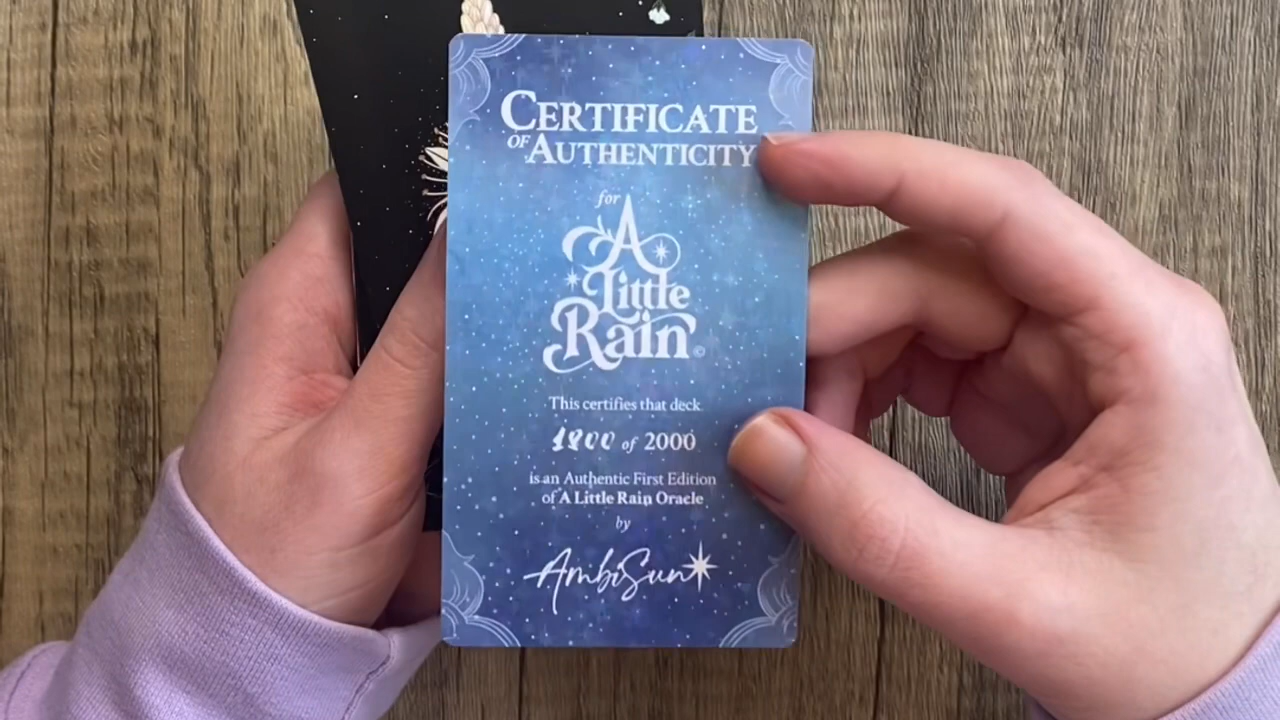 CERTIFICATE
OF AUTHENTICITY
for
A
Little
Rain ©
This certifies that deck
1800 of 2000
is an Authentic First Edition
of A Little Rain Oracle
by
AmbiSun